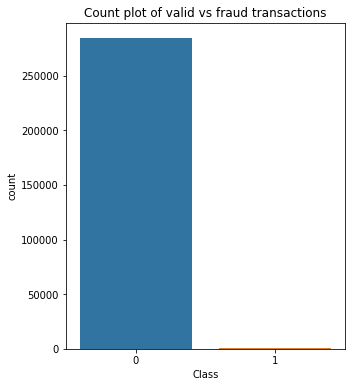 Count plot of valid vs fraud transactions
250000
200000
150000
100000
50000
0
count
0 1
Class